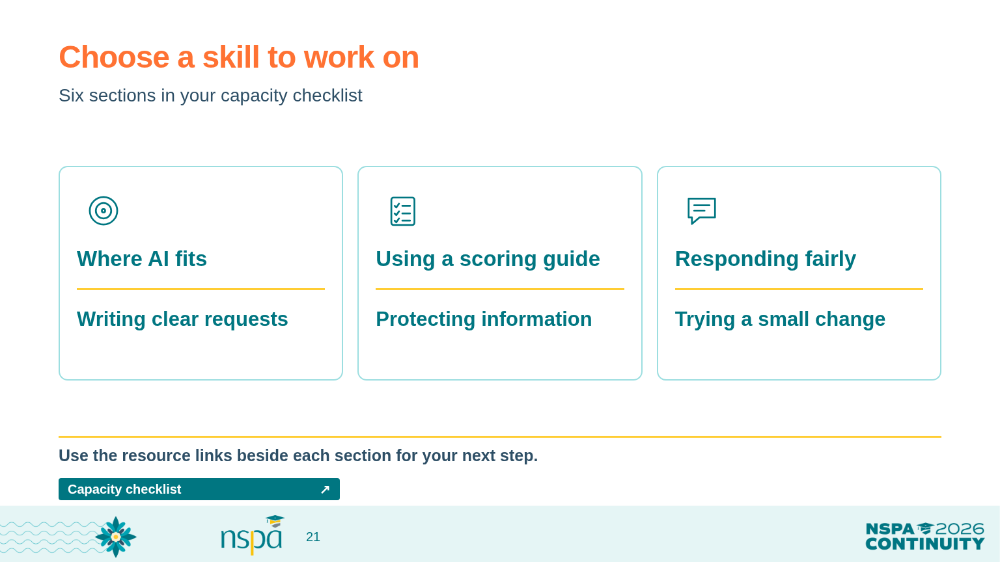 Choose a skill to work on
Six sections in your capacity checklist
Where AI fits
Writing clear requests
Using a scoring guide
Protecting information
Responding fairly
Trying a small change
Use the resource links beside each section for your next step.
Capacity checklist ↗
nspa
21
NSPA 2026
CONTINUITY